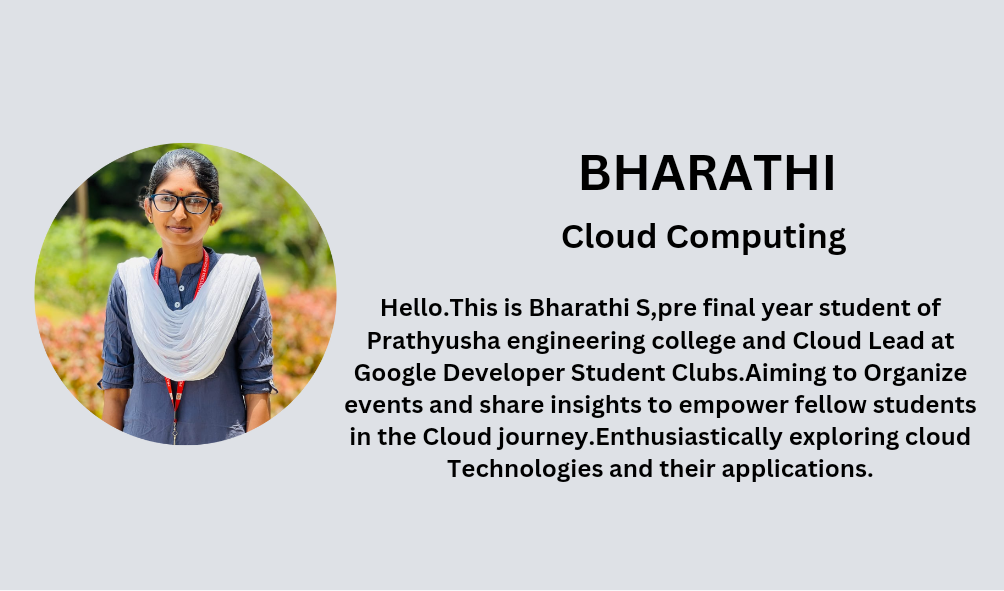 BHARATHI
Cloud Computing
Hello.This is Bharathi S,pre final year student of
Prathyusha engineering college and Cloud Lead at
Google Developer Student Clubs.Aiming to Organize
events and share insights to empower fellow students
in the Cloud journey.Enthusiastically exploring cloud
Technologies and their applications.